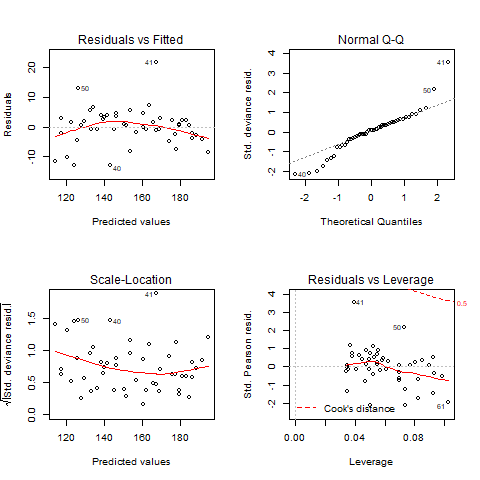 Residuals vs Fitted
Residuals
20
10
0
-10
41
50
40
120 140 160 180
Predicted values
Normal Q-Q
Std. deviance resid.
4
3
2
1
0
-1
-2
41
50
40
-2 -1 0 1 2
Theoretical Quantiles
Scale-Location
√|Std. deviance resid.|
1.5
1.0
0.5
0.0
41
50
40
120 140 160 180
Predicted values
Residuals vs Leverage
Std. Pearson resid.
4
3
2
1
0
-2
41
50
61
0.5
Cook's distance
0.00 0.04 0.08
Leverage